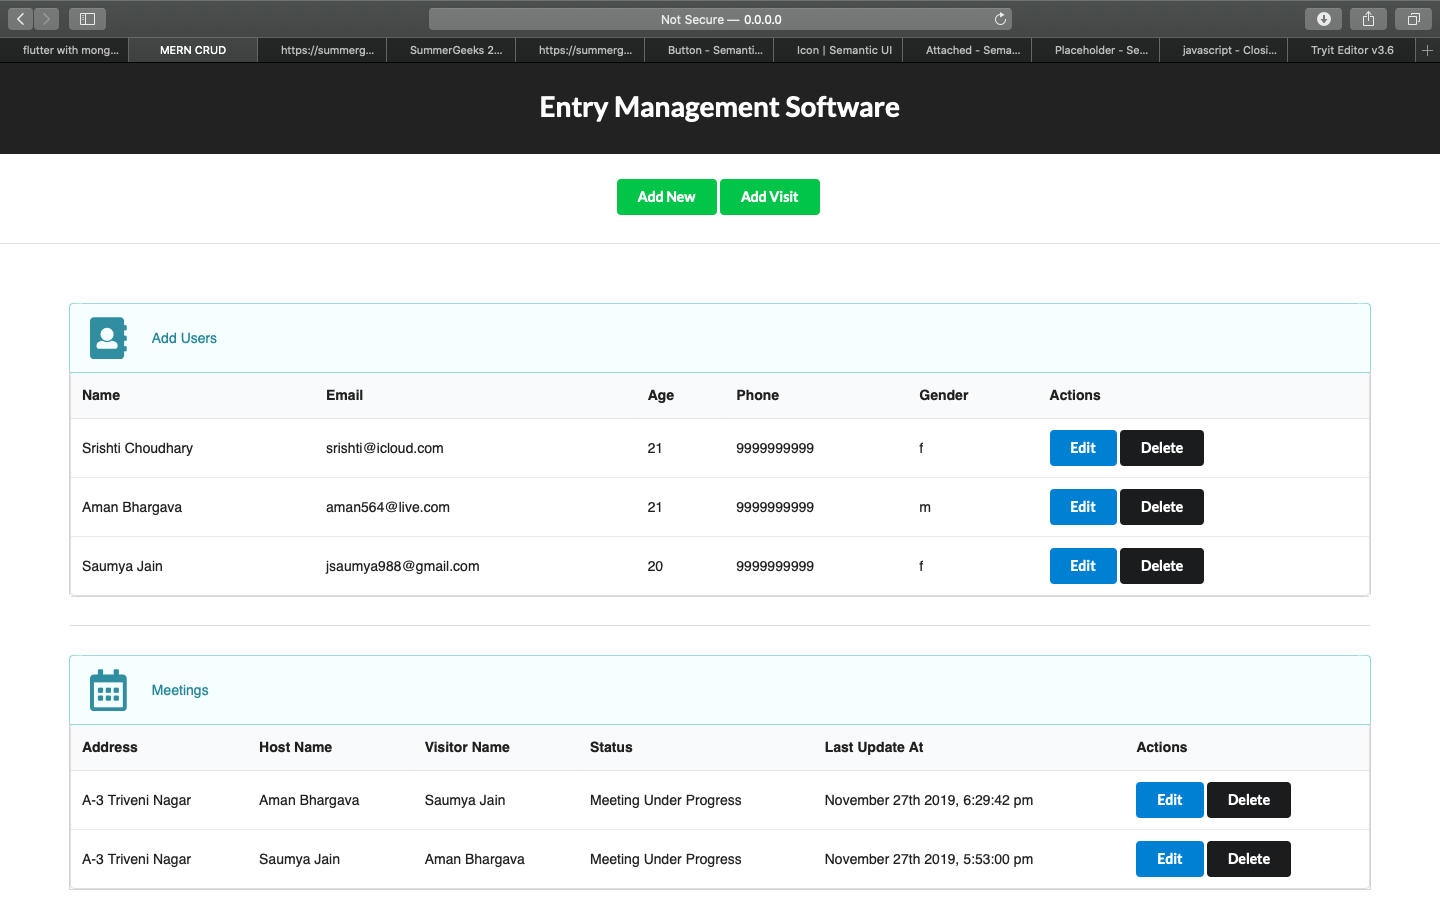 Not Secure — 0.0.0.0
flutter with mong... MERN CRUD https://summerg... SummerGeeks 2... https://summerg... Button - Semanti... Icon | Semantic UI Attached - Sema... Placeholder - Se... javascript - Closi... Tryit Editor v3.6
Entry Management Software
Add New Add Visit
Add Users
Name Email Age Phone Gender Actions
Srishti Choudhary srishti@icloud.com 21 9999999999 f Edit Delete
Aman Bhargava aman564@live.com 21 9999999999 m Edit Delete
Saumya Jain jsaumya988@gmail.com 20 9999999999 f Edit Delete
Meetings
Address Host Name Visitor Name Status Last Update At Actions
A-3 Triveni Nagar Aman Bhargava Saumya Jain Meeting Under Progress November 27th 2019, 6:29:42 pm Edit Delete
A-3 Triveni Nagar Saumya Jain Aman Bhargava Meeting Under Progress November 27th 2019, 5:53:00 pm Edit Delete